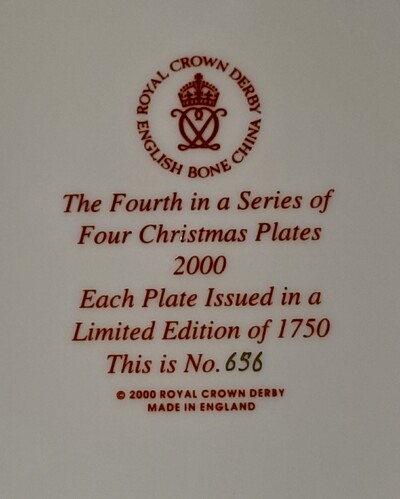 ROYAL CROWN DERBY
ENGLISH BONE CHINA
The Fourth in a Series of
Four Christmas Plates
2000
Each Plate Issued in a
Limited Edition of 1750
This is No. 656
© 2000 ROYAL CROWN DERBY
MADE IN ENGLAND